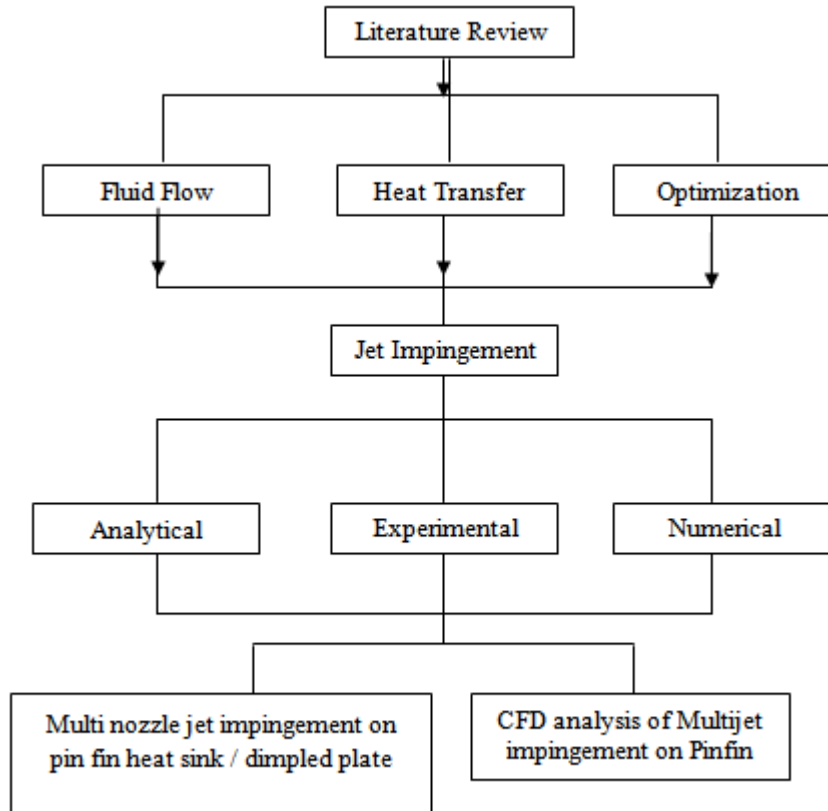 Literature Review
Fluid Flow
Heat Transfer
Optimization
Jet Impingement
Analytical
Experimental
Numerical
Multi nozzle jet impingement on
pin fin heat sink / dimpled plate
CFD analysis of Multijet
impingement on Pinfin